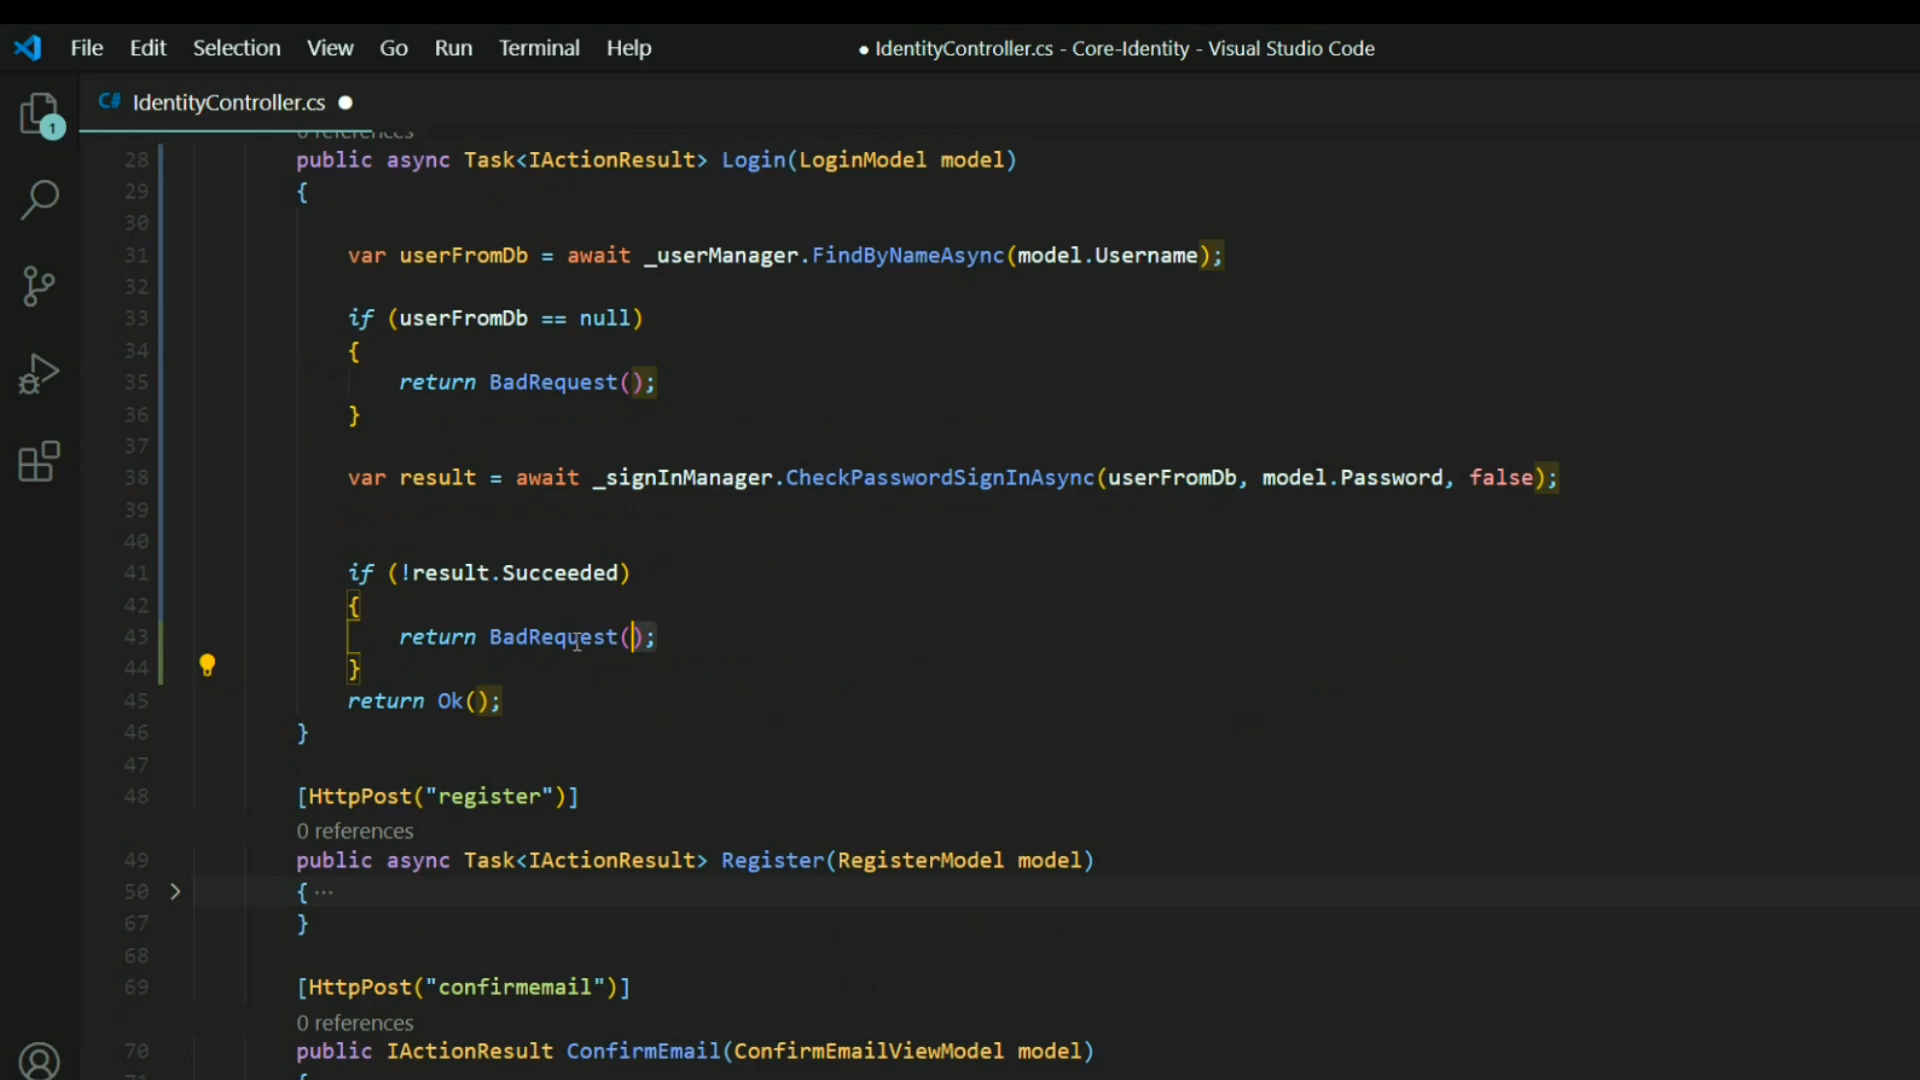 File Edit Selection View Go Run Terminal Help ● IdentityController.cs - Core-Identity - Visual Studio Code
C# IdentityController.cs ●
1
0 references
28 public async Task<IActionResult> Login(LoginModel model)
29 {
30
31 var userFromDb = await _userManager.FindByNameAsync(model.Username);
32
33 if (userFromDb == null)
34 {
35 return BadRequest();
36 }
37
38 var result = await _signInManager.CheckPasswordSignInAsync(userFromDb, model.Password, false);
39
40
41 if (!result.Succeeded)
42 {
43 return BadRequest();
44 }
45 return Ok();
46 }
47
48 [HttpPost("register")]
0 references
49 public async Task<IActionResult> Register(RegisterModel model)
50 { ···
67 }
68
69 [HttpPost("confirmemail")]
0 references
70 public IActionResult ConfirmEmail(ConfirmEmailViewModel model)
71 {